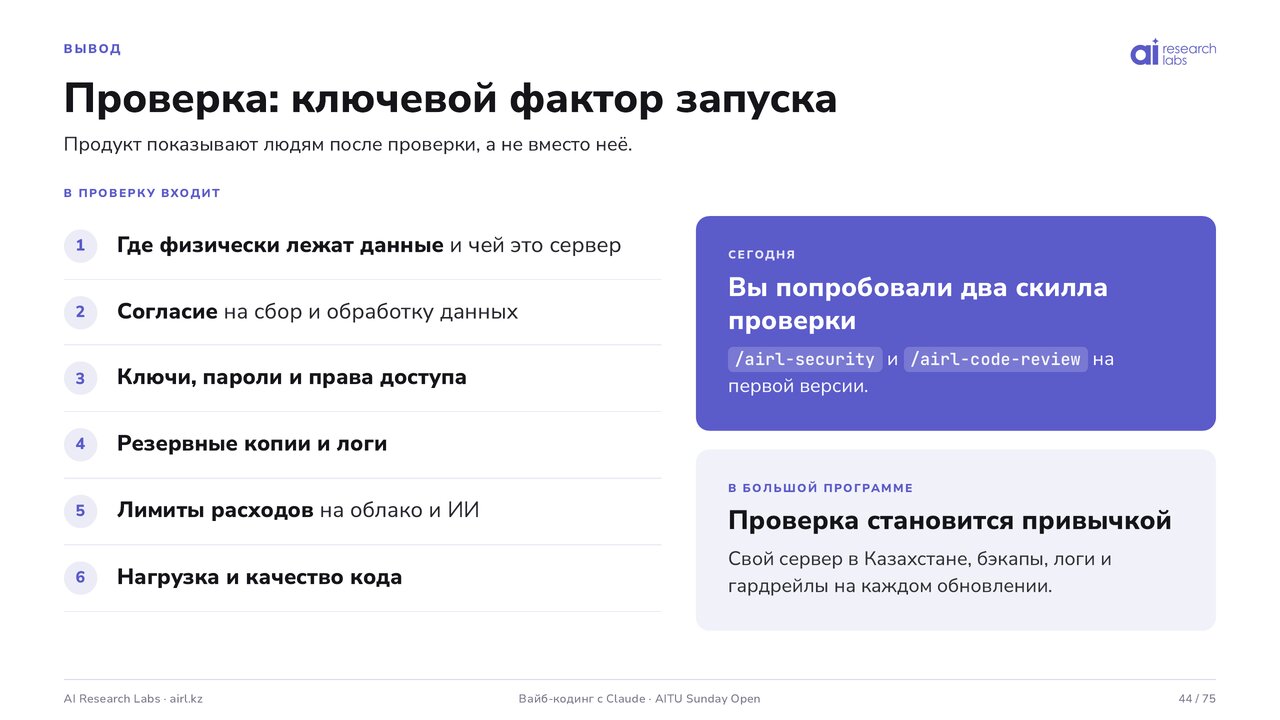 ВЫВОД
ai research labs
Проверка: ключевой фактор запуска
Продукт показывают людям после проверки, а не вместо неё.
В ПРОВЕРКУ ВХОДИТ
1 Где физически лежат данные и чей это сервер
2 Согласие на сбор и обработку данных
3 Ключи, пароли и права доступа
4 Резервные копии и логи
5 Лимиты расходов на облако и ИИ
6 Нагрузка и качество кода
СЕГОДНЯ
Вы попробовали два скилла
проверки
/airl-security и /airl-code-review на
первой версии.
В БОЛЬШОЙ ПРОГРАММЕ
Проверка становится привычкой
Свой сервер в Казахстане, бэкапы, логи и
гардрейлы на каждом обновлении.
AI Research Labs · airl.kz
Вайб-кодинг с Claude · AITU Sunday Open
44 / 75